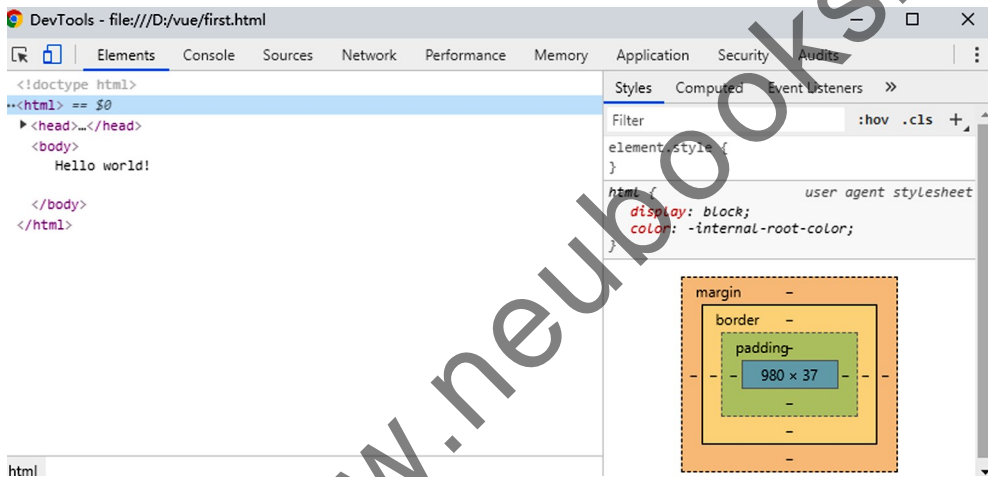 DevTools - file:///D:/vue/first.html
Elements Console Sources Network Performance Memory Application Security Audits
<!doctype html>
··<html> == $0
<head>…</head>
<body>
Hello world!
</body>
</html>
html
Styles Computed Event Listeners »
Filter :hov .cls +
element.style {
}
html { user agent stylesheet
display: block;
color: -internal-root-color;
}
margin –
border –
padding-
– – – 980 × 37 – – –
–
–
–
www.neubooks.